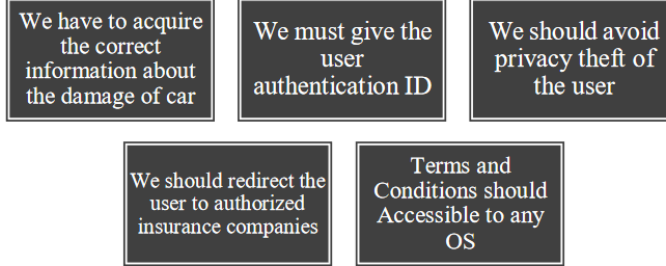 We have to acquire
the correct
information about
the damage of car
We must give the
user
authentication ID
We should avoid
privacy theft of
the user
We should redirect the
user to authorized
insurance companies
Terms and
Conditions should
Accessible to any
OS